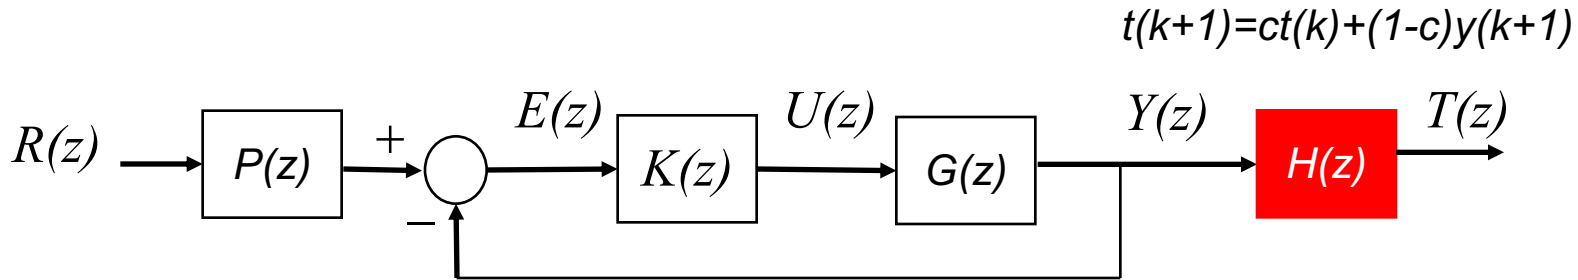 t(k+1)=ct(k)+(1-c)y(k+1)
R(z)
P(z)
+
−
E(z)
K(z)
U(z)
G(z)
Y(z)
H(z)
T(z)